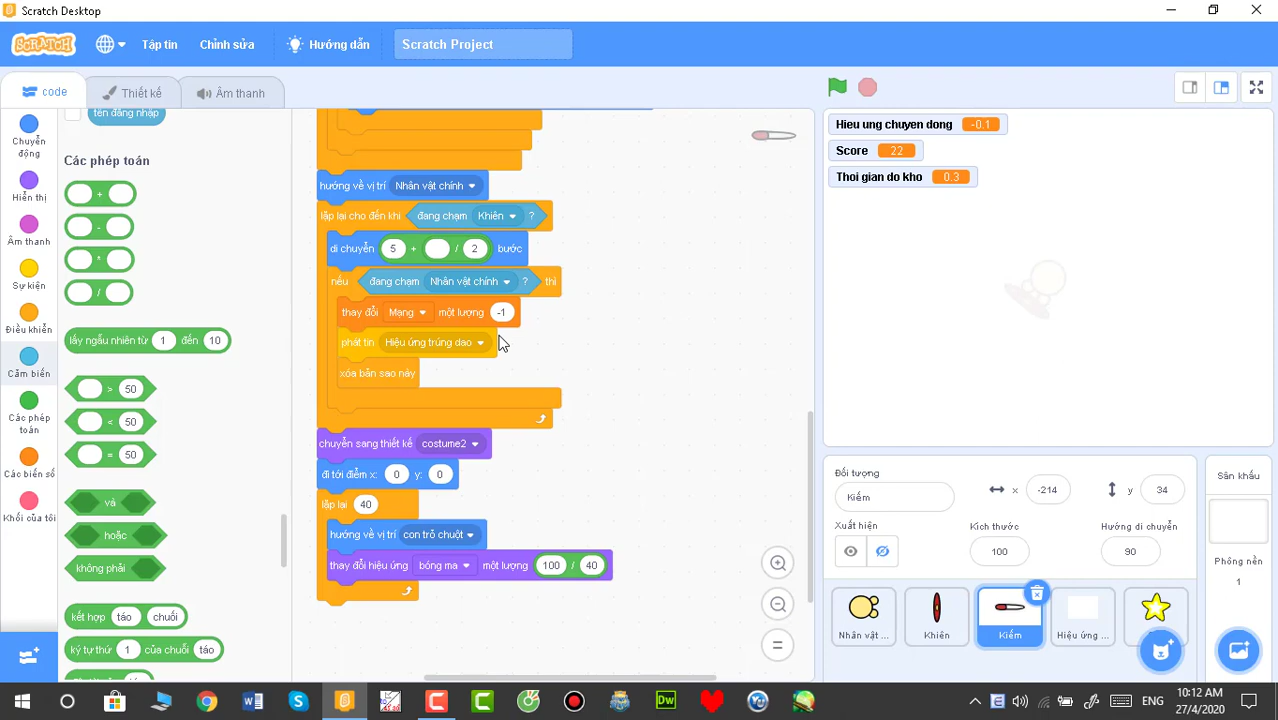 Scratch Desktop
SCRATCH
Tập tin
Chỉnh sửa
Hướng dẫn
Scratch Project
code
Thiết kế
Âm thanh
Chuyển động
Hiển thị
Âm thanh
Sự kiện
Điều khiển
Cảm biến
Các phép toán
Các biến số
Khối của tôi
tên đăng nhập
Các phép toán
+
-
*
/
lấy ngẫu nhiên từ 1 đến 10
> 50
< 50
= 50
và
hoặc
không phải
kết hợp táo chuối
ký tự thứ 1 của chuỗi táo
hướng về vị trí Nhân vật chính
lặp lại cho đến khi đang chạm Khiên ?
di chuyển 5 + / 2 bước
nếu đang chạm Nhân vật chính ? thì
thay đổi Mạng một lượng -1
phát tin Hiệu ứng trúng dao
xóa bản sao này
chuyển sang thiết kế costume2
đi tới điểm x: 0 y: 0
lặp lại 40
hướng về vị trí con trỏ chuột
thay đổi hiệu ứng bóng ma một lượng 100 / 40
Hieu ung chuyen dong -0.1
Score 22
Thoi gian do kho 0.3
Đối tượng
Kiếm
x -214
y 34
Xuất hiện
Kích thước
100
Hướng di chuyển
90
Nhân vật ...
Khiên
Kiếm
Hiệu ứng ...
Sân khấu
Phông nền
1
ENG
10:12 AM
27/4/2020